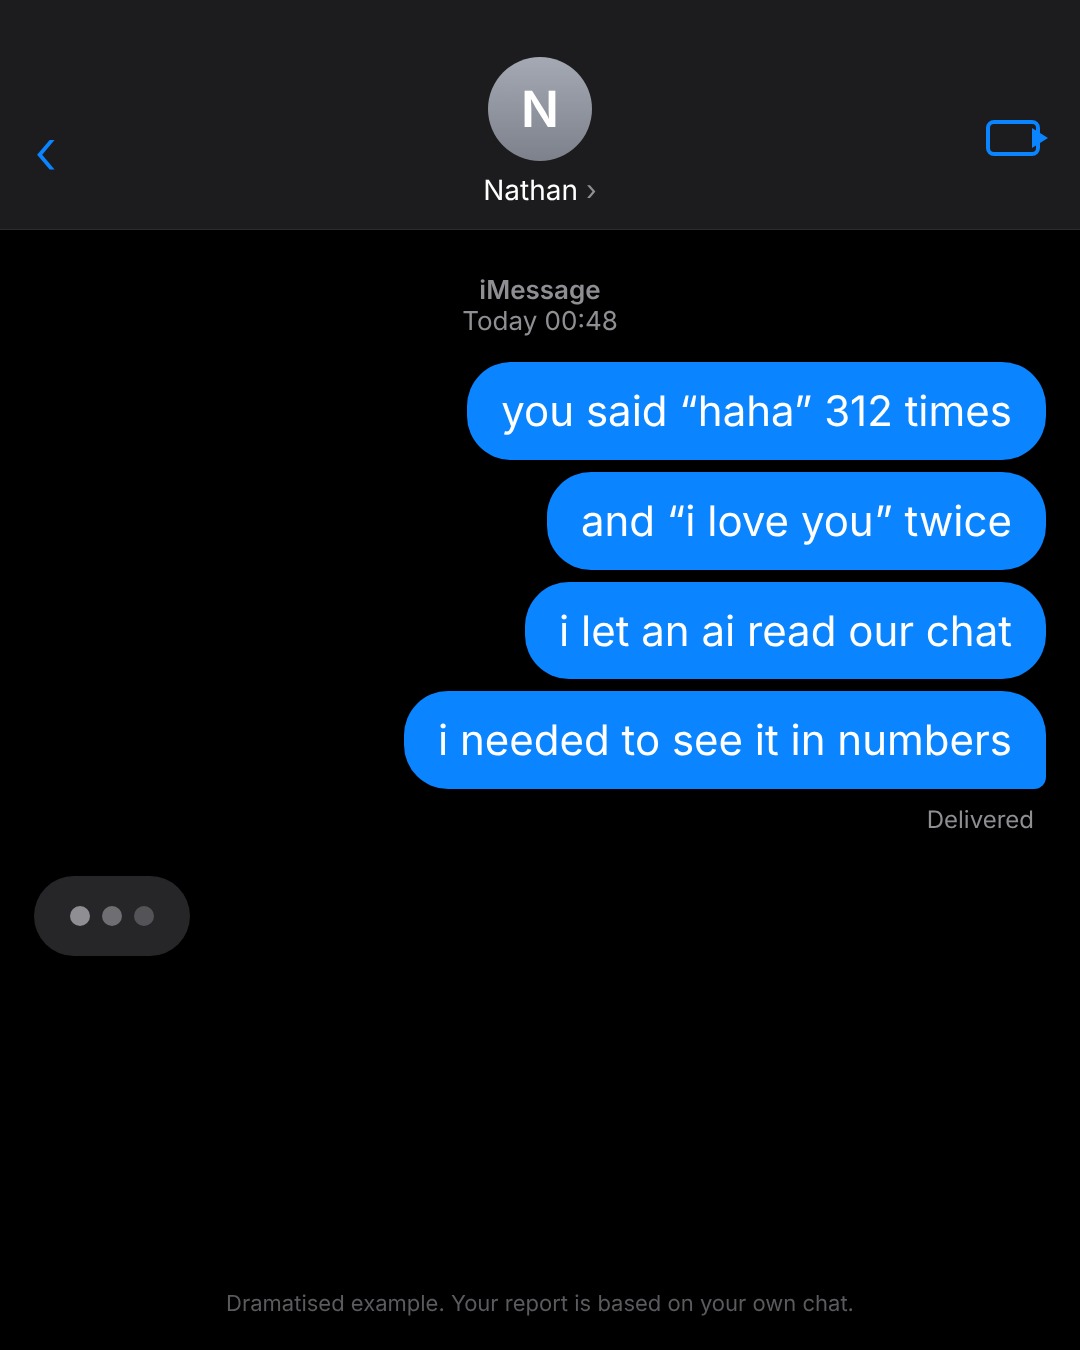 N
Nathan ›
iMessage
Today 00:48
you said “haha” 312 times
and “i love you” twice
i let an ai read our chat
i needed to see it in numbers
Delivered
Dramatised example. Your report is based on your own chat.